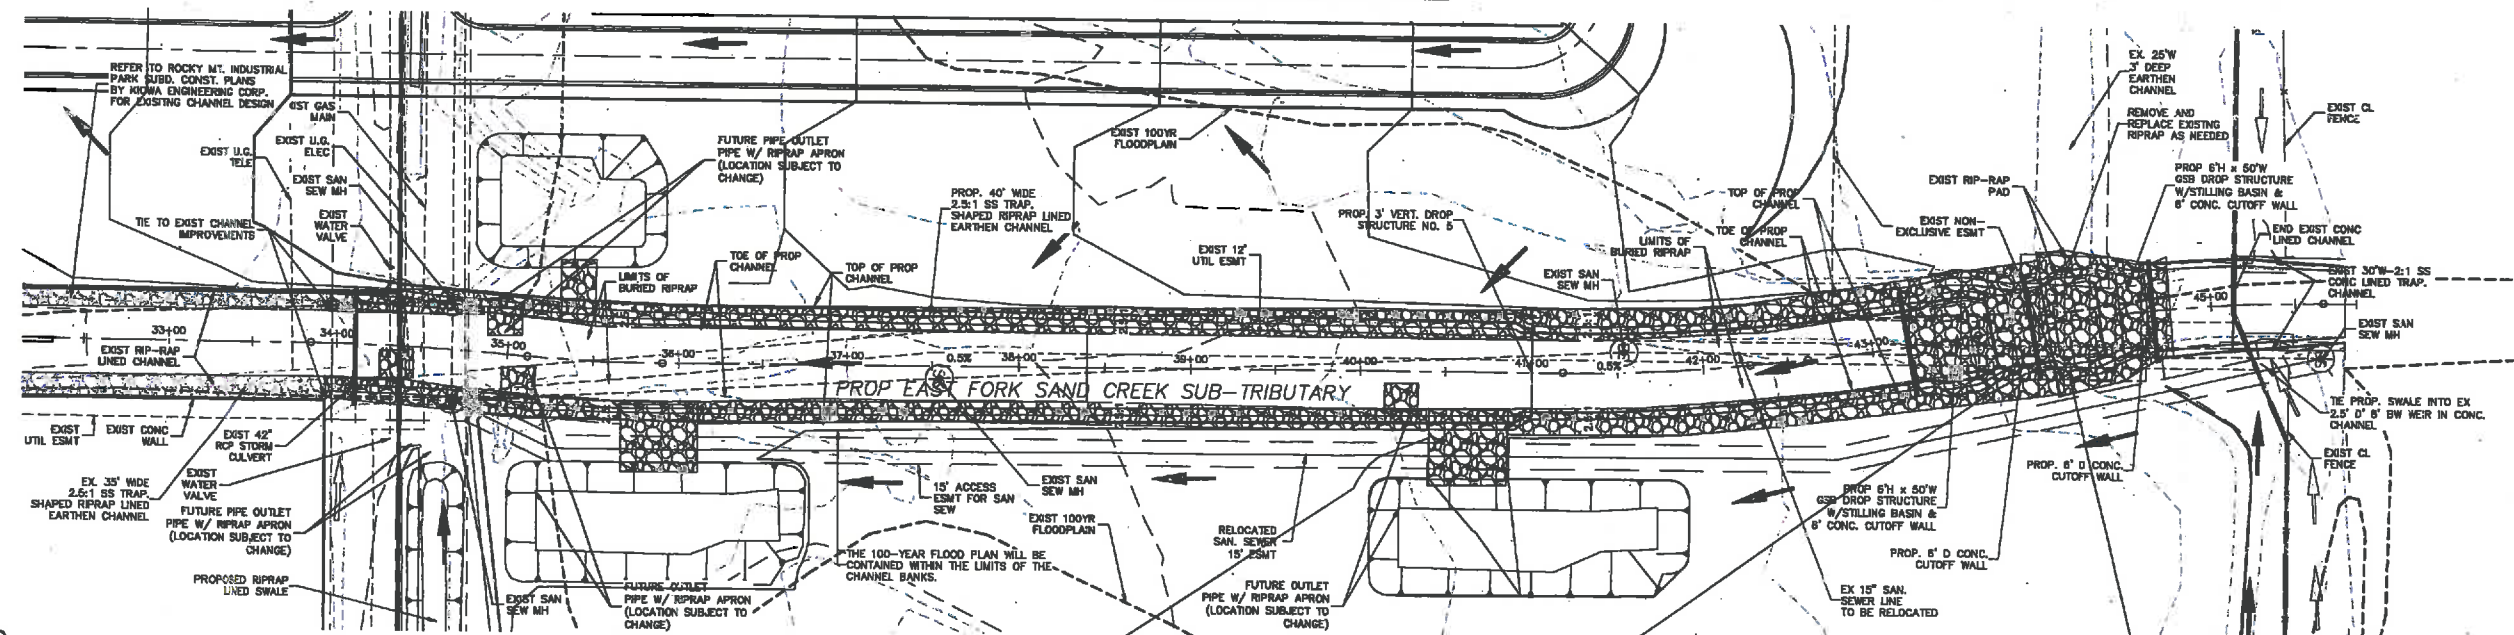 REFER TO ROCKY MT. INDUSTRIAL
PARK SUBD. CONST. PLANS
BY KIOWA ENGINEERING CORP.
FOR EXISITNG CHANNEL DESIGN
EXIST GAS
MAIN
EXIST U.G.
TELE
EXIST U.G.
ELEC
EXIST SAN
SEW MH
EXIST
WATER
VALVE
TIE TO EXIST CHANNEL
IMPROVEMENTS
FUTURE PIPE OUTLET
PIPE W/ RIPRAP APRON
(LOCATION SUBJECT TO
CHANGE)
LIMITS OF
BURIED RIPRAP
TOE OF PROP
CHANNEL
TOP OF PROP
CHANNEL
PROP. 40' WIDE
2.5:1 SS TRAP.
SHAPED RIPRAP LINED
EARTHEN CHANNEL
EXIST 100YR
FLOODPLAIN
EXIST 12'
UTIL ESMT
PROP. 3' VERT. DROP
STRUCTURE NO. 5
EXIST SAN
SEW MH
LIMITS OF
BURIED RIPRAP
TOP OF PROP
CHANNEL
TOE OF PROP
CHANNEL
EXIST NON-
EXCLUSIVE ESMT
EXIST RIP-RAP
PAD
EX. 25'W
3' DEEP
EARTHEN
CHANNEL
REMOVE AND
REPLACE EXISTING
RIPRAP AS NEEDED
PROP 6'H x 50'W
GSB DROP STRUCTURE
W/STILLING BASIN &
6' CONC. CUTOFF WALL
EXIST CL
FENCE
END EXIST CONC
LINED CHANNEL
EXIST 30'W-2:1 SS
CONC LINED TRAP.
CHANNEL
EXIST SAN
SEW MH
33+00
34+00
35+00
36+00
37+00
0.5%
38+00
39+00
40+00
41+00
0.5%
42+00
43+00
45+00
EXIST RIP-RAP
LINED CHANNEL
PROP EAST FORK SAND CREEK SUB-TRIBUTARY
EXIST
UTIL ESMT
EXIST CONC
WALL
EXIST 42"
RCP STORM
CULVERT
EXIST
WATER
VALVE
EX. 35' WIDE
2.5:1 SS TRAP.
SHAPED RIPRAP LINED
EARTHEN CHANNEL
FUTURE PIPE OUTLET
PIPE W/ RIPRAP APRON
(LOCATION SUBJECT TO
CHANGE)
PROPOSED RIPRAP
LINED SWALE
EXIST SAN
SEW MH
FUTURE OUTLET
PIPE W/ RIPRAP APRON
(LOCATION SUBJECT TO
CHANGE)
THE 100-YEAR FLOOD PLAN WILL BE
CONTAINED WITHIN THE LIMITS OF THE
CHANNEL BANKS.
15' ACCESS
ESMT FOR SAN
SEW
EXIST SAN
SEW MH
EXIST 100YR
FLOODPLAIN
RELOCATED
SAN. SEWER
15' ESMT
FUTURE OUTLET
PIPE W/ RIPRAP APRON
(LOCATION SUBJECT TO
CHANGE)
PROP 6'H x 50'W
GSB DROP STRUCTURE
W/STILLING BASIN &
6' CONC. CUTOFF WALL
PROP. 6' D CONC.
CUTOFF WALL
PROP. 6' D CONC.
CUTOFF WALL
EX 15" SAN.
SEWER LINE
TO BE RELOCATED
TIE PROP. SWALE INTO EX
2.5' D' 6' BW WEIR IN CONC.
CHANNEL
EXIST CL
FENCE